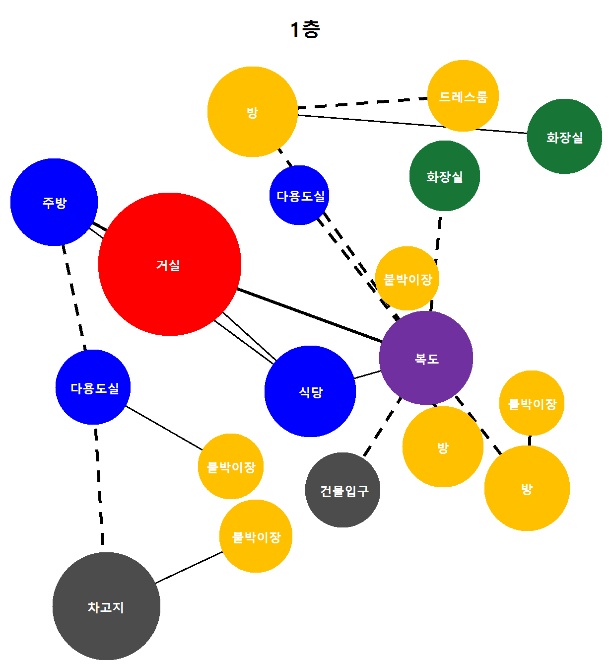 1층
방
드레스룸
화장실
화장실
다용도실
주방
거실
붙박이장
복도
다용도실
식당
붙박이장
방
붙박이장
건물입구
방
붙박이장
차고지